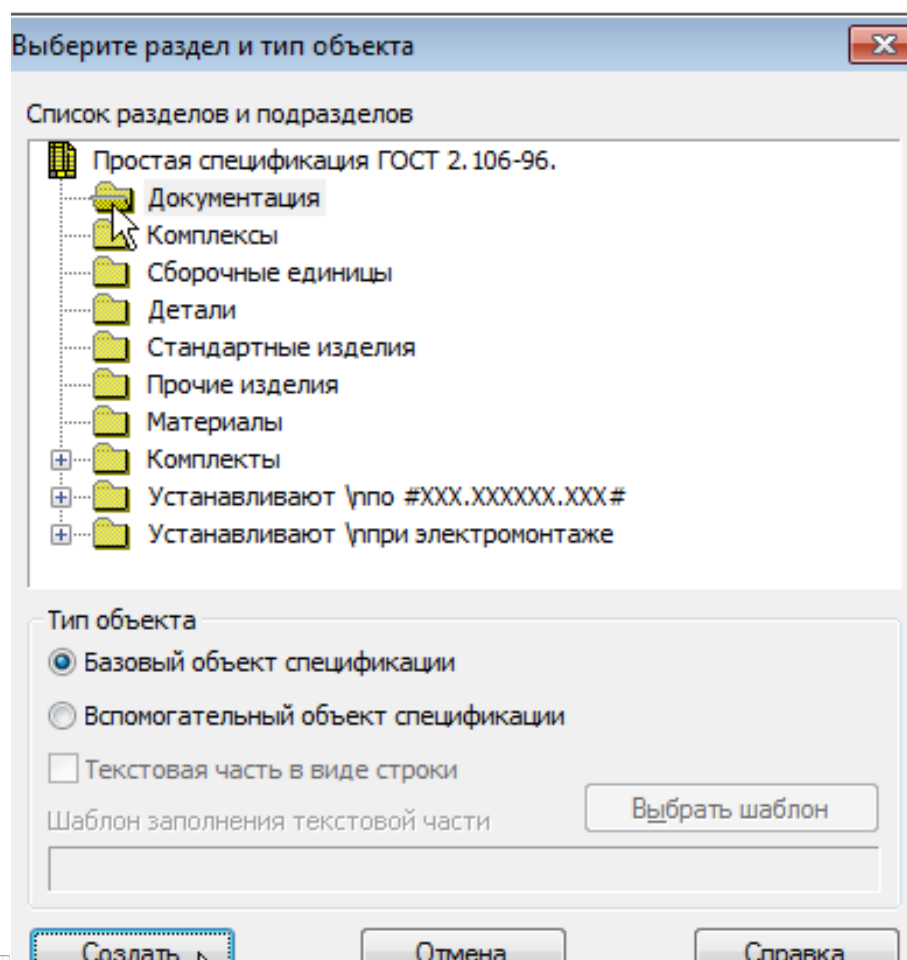 Выберите раздел и тип объекта
Список разделов и подразделов
Простая спецификация ГОСТ 2.106-96.
Документация
Комплексы
Сборочные единицы
Детали
Стандартные изделия
Прочие изделия
Материалы
Комплекты
Устанавливают \nпо #XXX.XXXXXX.XXX#
Устанавливают \nпри электромонтаже
Тип объекта
Базовый объект спецификации
Вспомогательный объект спецификации
Текстовая часть в виде строки
Шаблон заполнения текстовой части
Выбрать шаблон
Создать
Отмена
Справка